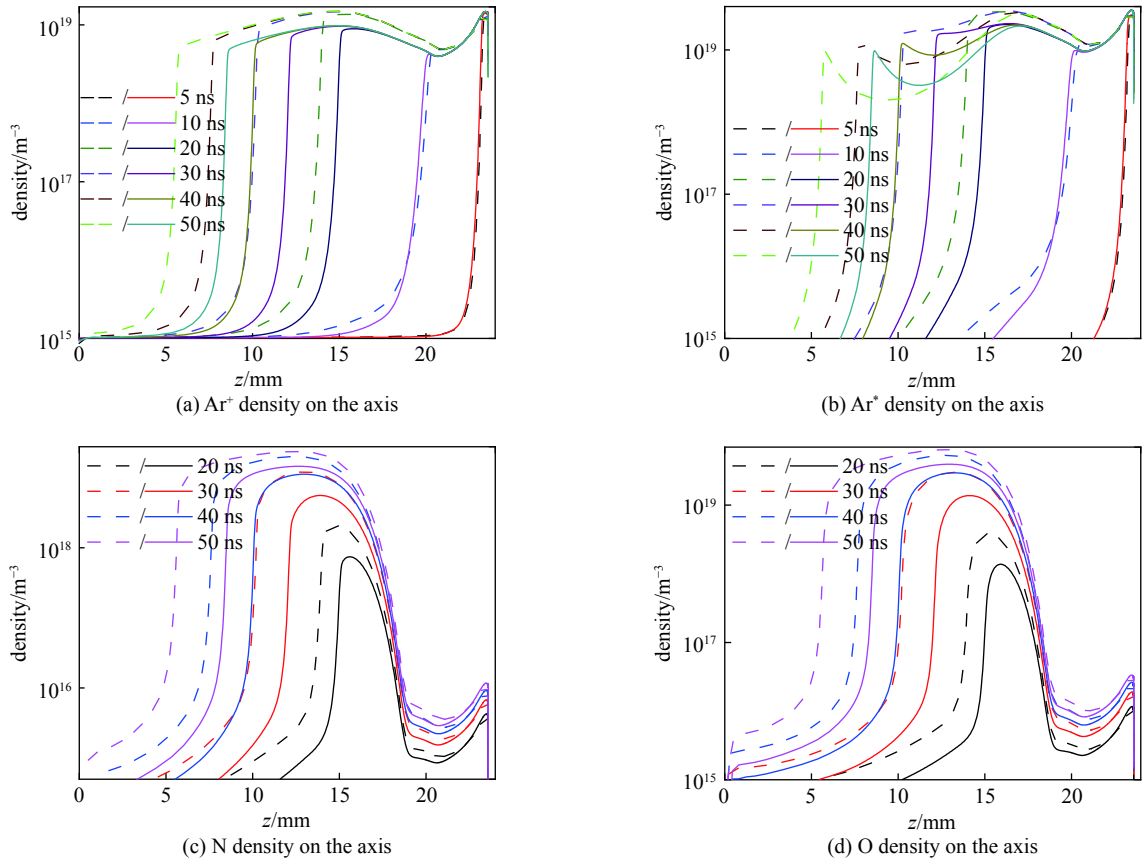 10¹⁹
10¹⁷
10¹⁵
density/m⁻³
/ 5 ns
/ 10 ns
/ 20 ns
/ 30 ns
/ 40 ns
/ 50 ns
0 5 10 15 20
z/mm
(a) Ar⁺ density on the axis
10¹⁹
10¹⁷
10¹⁵
density/m⁻³
/ 5 ns
/ 10 ns
/ 20 ns
/ 30 ns
/ 40 ns
/ 50 ns
0 5 10 15 20
z/mm
(b) Ar* density on the axis
10¹⁸
10¹⁶
density/m⁻³
/ 20 ns
/ 30 ns
/ 40 ns
/ 50 ns
0 5 10 15 20
z/mm
(c) N density on the axis
10¹⁹
10¹⁷
10¹⁵
density/m⁻³
/ 20 ns
/ 30 ns
/ 40 ns
/ 50 ns
0 5 10 15 20
z/mm
(d) O density on the axis